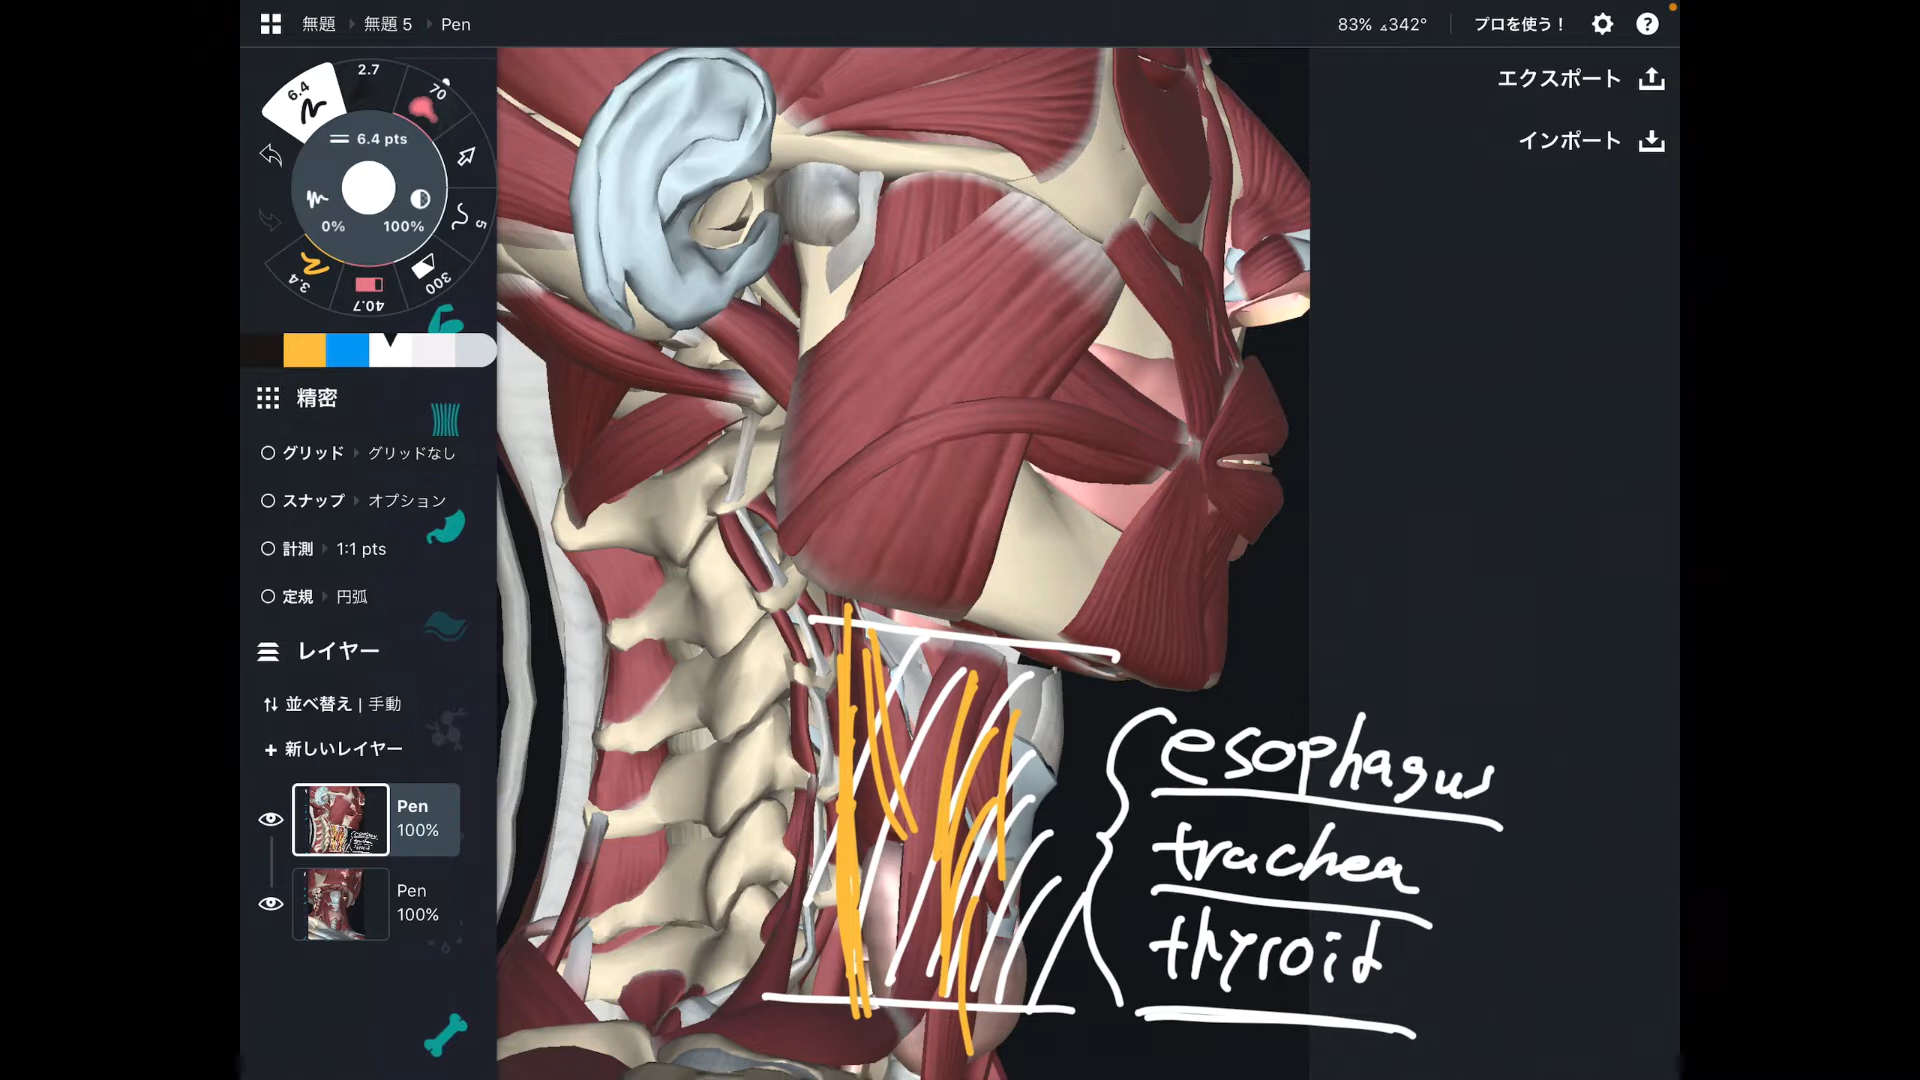 無題 無題 5 Pen
83% ⊿342° プロを使う！
エクスポート
インポート
2.7
6.4
70
6.4 pts
0% 100%
5
3.4
40.7
300
精密
グリッド グリッドなし
スナップ オプション
計測 1:1 pts
定規 円弧
レイヤー
並べ替え | 手動
+ 新しいレイヤー
Pen
100%
Pen
100%
esophagus
trachea
thyroid